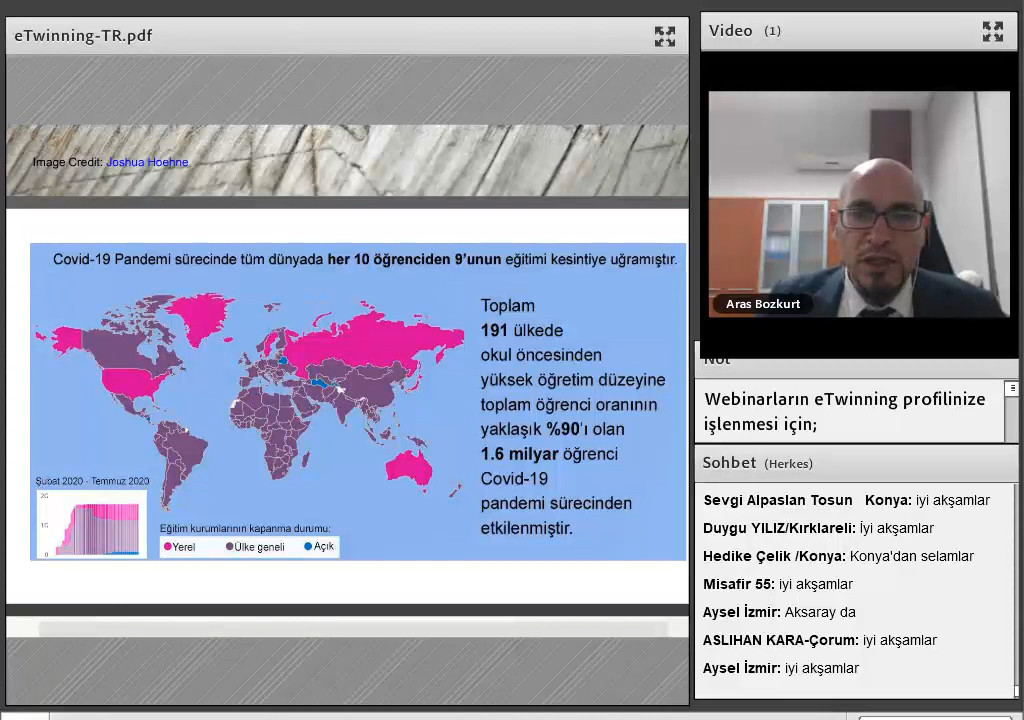 eTwinning-TR.pdf
Image Credit: Joshua Hoehne
Covid-19 Pandemi sürecinde tüm dünyada her 10 öğrenciden 9'unun eğitimi kesintiye uğramıştır.
Toplam
191 ülkede
okul öncesinden
yüksek öğretim düzeyine
toplam öğrenci oranının
yaklaşık %90'ı olan
1.6 milyar öğrenci
Covid-19
pandemi sürecinden
etkilenmiştir.
Şubat 2020 - Temmuz 2020
2G
1G
0
Eğitim kurumlarının kapanma durumu:
Yerel
Ülke geneli
Açık
Video (1)
Aras Bozkurt
Not
Webinarların eTwinning profilinize
işlenmesi için;
Sohbet (Herkes)
Sevgi Alpaslan Tosun Konya: iyi akşamlar
Duygu YILIZ/Kırklareli: İyi akşamlar
Hedike Çelik /Konya: Konya'dan selamlar
Misafir 55: iyi akşamlar
Aysel İzmir: Aksaray da
ASLIHAN KARA-Çorum: iyi akşamlar
Aysel İzmir: iyi akşamlar